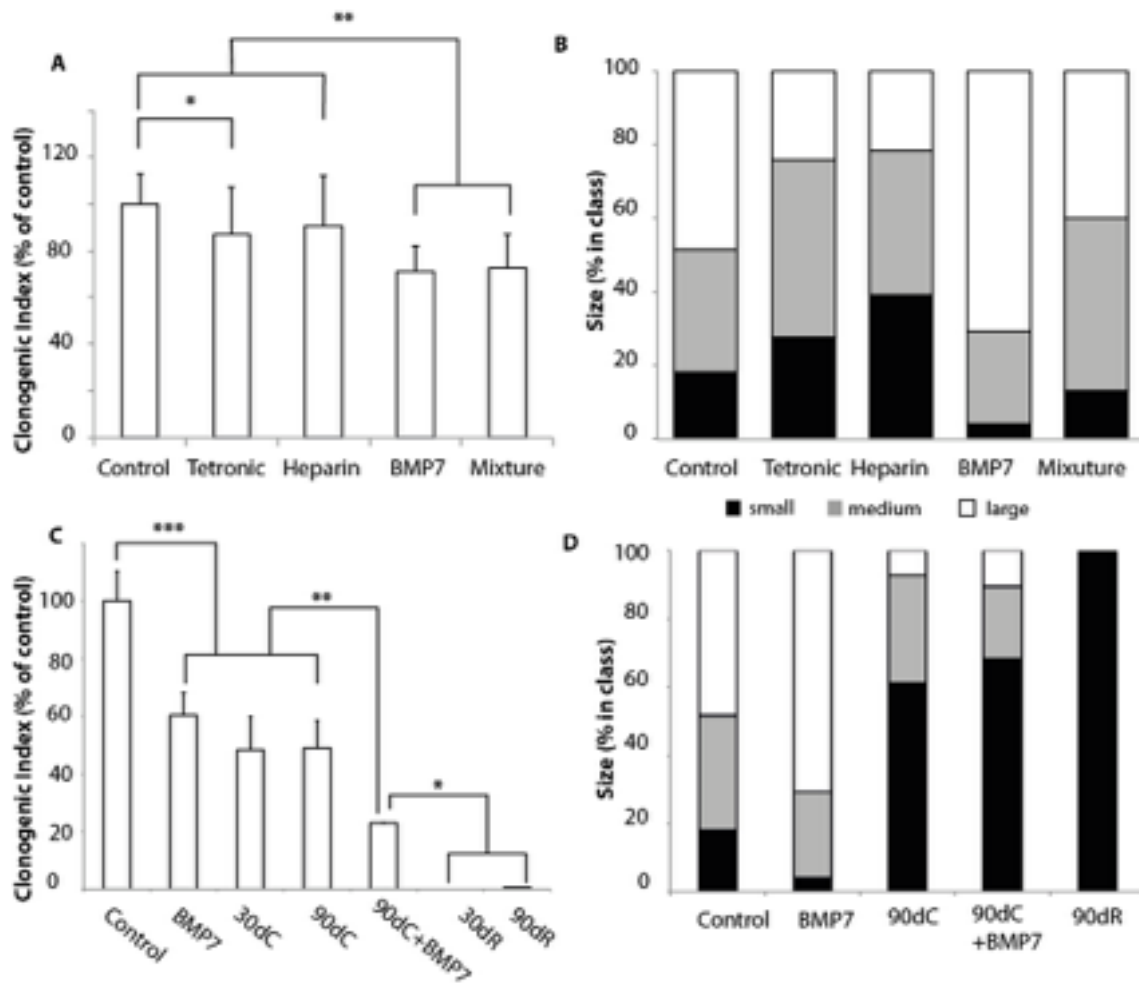 **
A
*
Clonogenic Index (% of control)
120
80
40
0
Control Tetronic Heparin BMP7 Mixture
B
Size (% in class)
100
80
60
40
20
0
Control Tetronic Heparin BMP7 Mixuture
small medium large
C
***
**
*
Clonogenic Index (% of control)
100
80
60
40
20
0
Control BMP7 30dC 90dC 90dC+BMP7 30dR 90dR
D
Size (% in class)
100
80
60
40
20
0
Control BMP7 90dC 90dC 90dR
+BMP7